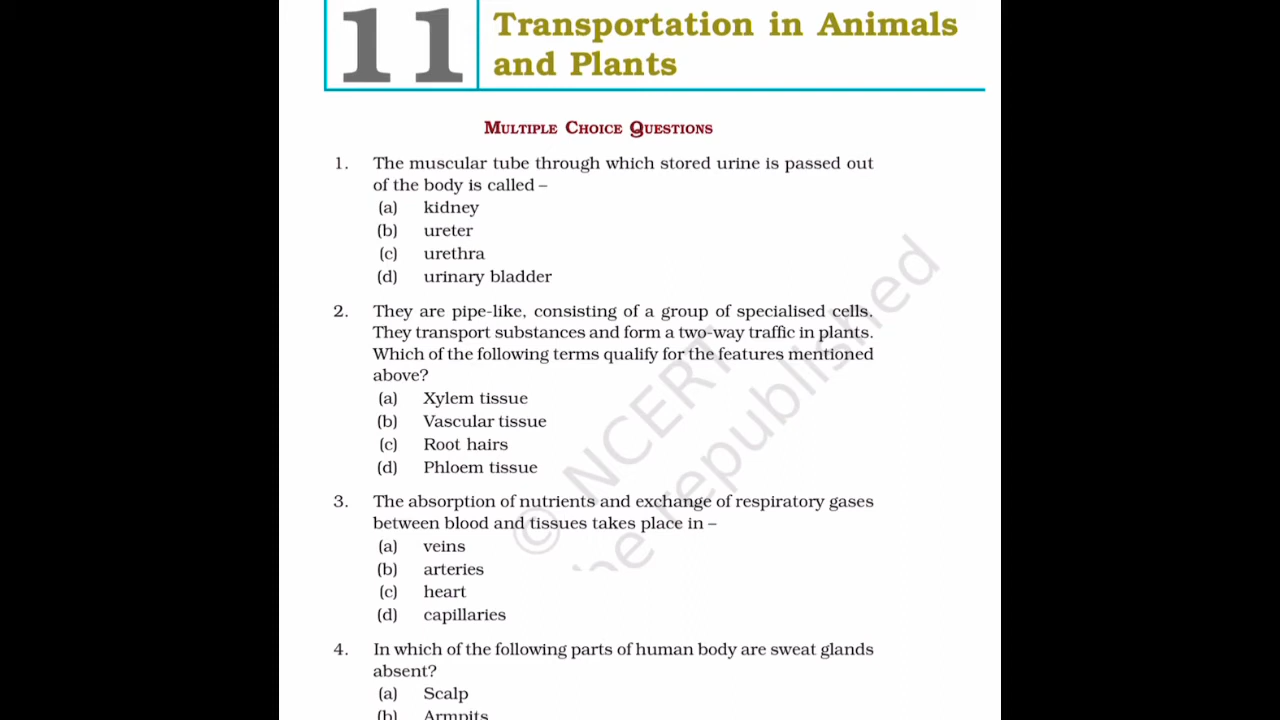 11
Transportation in Animals
and Plants
MULTIPLE CHOICE QUESTIONS
1. The muscular tube through which stored urine is passed out
of the body is called –
(a) kidney
(b) ureter
(c) urethra
(d) urinary bladder
2. They are pipe-like, consisting of a group of specialised cells.
They transport substances and form a two-way traffic in plants.
Which of the following terms qualify for the features mentioned
above?
(a) Xylem tissue
(b) Vascular tissue
(c) Root hairs
(d) Phloem tissue
3. The absorption of nutrients and exchange of respiratory gases
between blood and tissues takes place in –
(a) veins
(b) arteries
(c) heart
(d) capillaries
4. In which of the following parts of human body are sweat glands
absent?
(a) Scalp
(b) Armpits
© NCERT
be republished